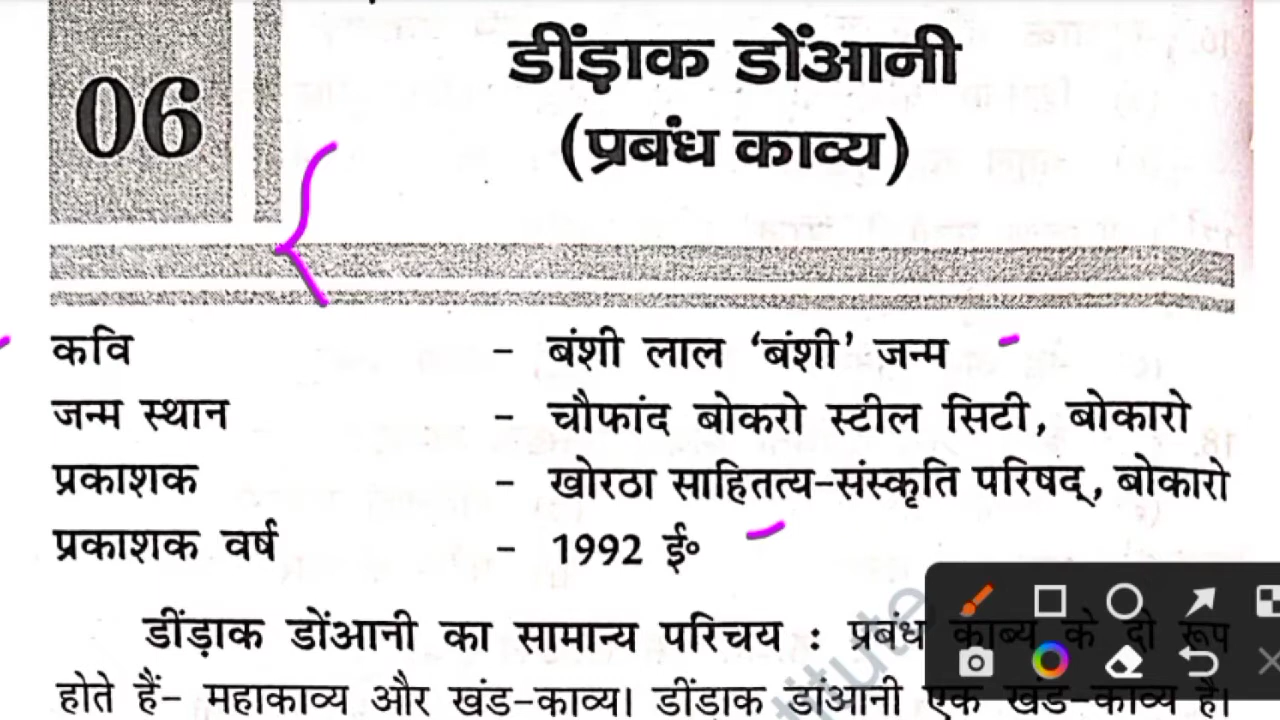 06
डींड़ाक डोंआनी
(प्रबंध काव्य)
कवि - बंशी लाल ‘बंशी’ जन्म
जन्म स्थान - चौफांद बोकरो स्टील सिटी, बोकारो
प्रकाशक - खोरठा साहितत्य-संस्कृति परिषद्, बोकारो
प्रकाशक वर्ष - 1992 ई॰
डींड़ाक डोंआनी का सामान्य परिचय : प्रबंध काब्य के दो रूप
होते हैं- महाकाव्य और खंड-काव्य। डींड़ाक डांआनी एक खंड-काव्य है।